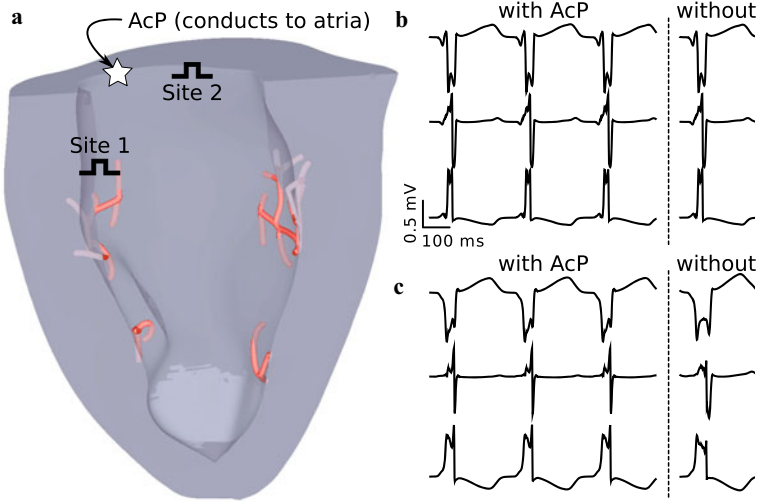 a
AcP (conducts to atria)
Site 2
Site 1
b
with AcP
without
0.5 mV
100 ms
c
with AcP
without